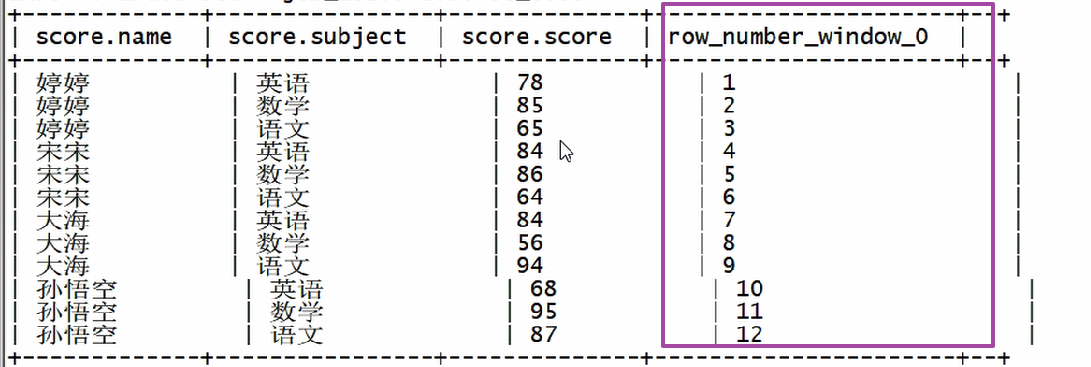 score.name | score.subject | score.score | row_number_window_0
婷婷 | 英语 | 78 | 1
婷婷 | 数学 | 85 | 2
婷婷 | 语文 | 65 | 3
宋宋 | 英语 | 84 | 4
宋宋 | 数学 | 86 | 5
宋宋 | 语文 | 64 | 6
大海 | 英语 | 84 | 7
大海 | 数学 | 56 | 8
大海 | 语文 | 94 | 9
孙悟空 | 英语 | 68 | 10
孙悟空 | 数学 | 95 | 11
孙悟空 | 语文 | 87 | 12